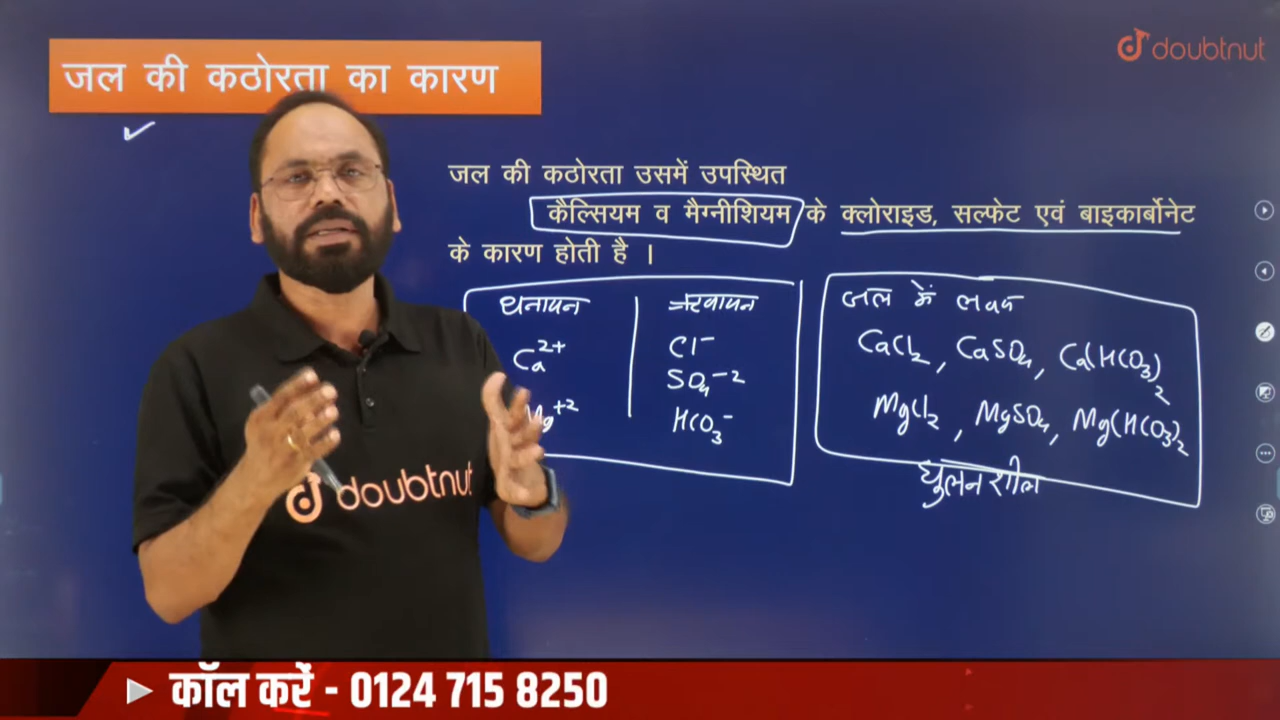 doubtnut
जल की कठोरता का कारण
जल की कठोरता उसमें उपस्थित
कैल्सियम व मैग्नीशियम के क्लोराइड, सल्फेट एवं बाइकार्बोनेट
के कारण होती है ।
धनायन ऋणायन
Ca²⁺ Cl⁻
SO₄⁻²
Mg⁺² HCO₃⁻
जल में लवण
CaCl₂, CaSO₄, Ca(HCO₃)₂
MgCl₂, MgSO₄, Mg(HCO₃)₂
घुलनशील
doubtnut
कॉल करें - 0124 715 8250